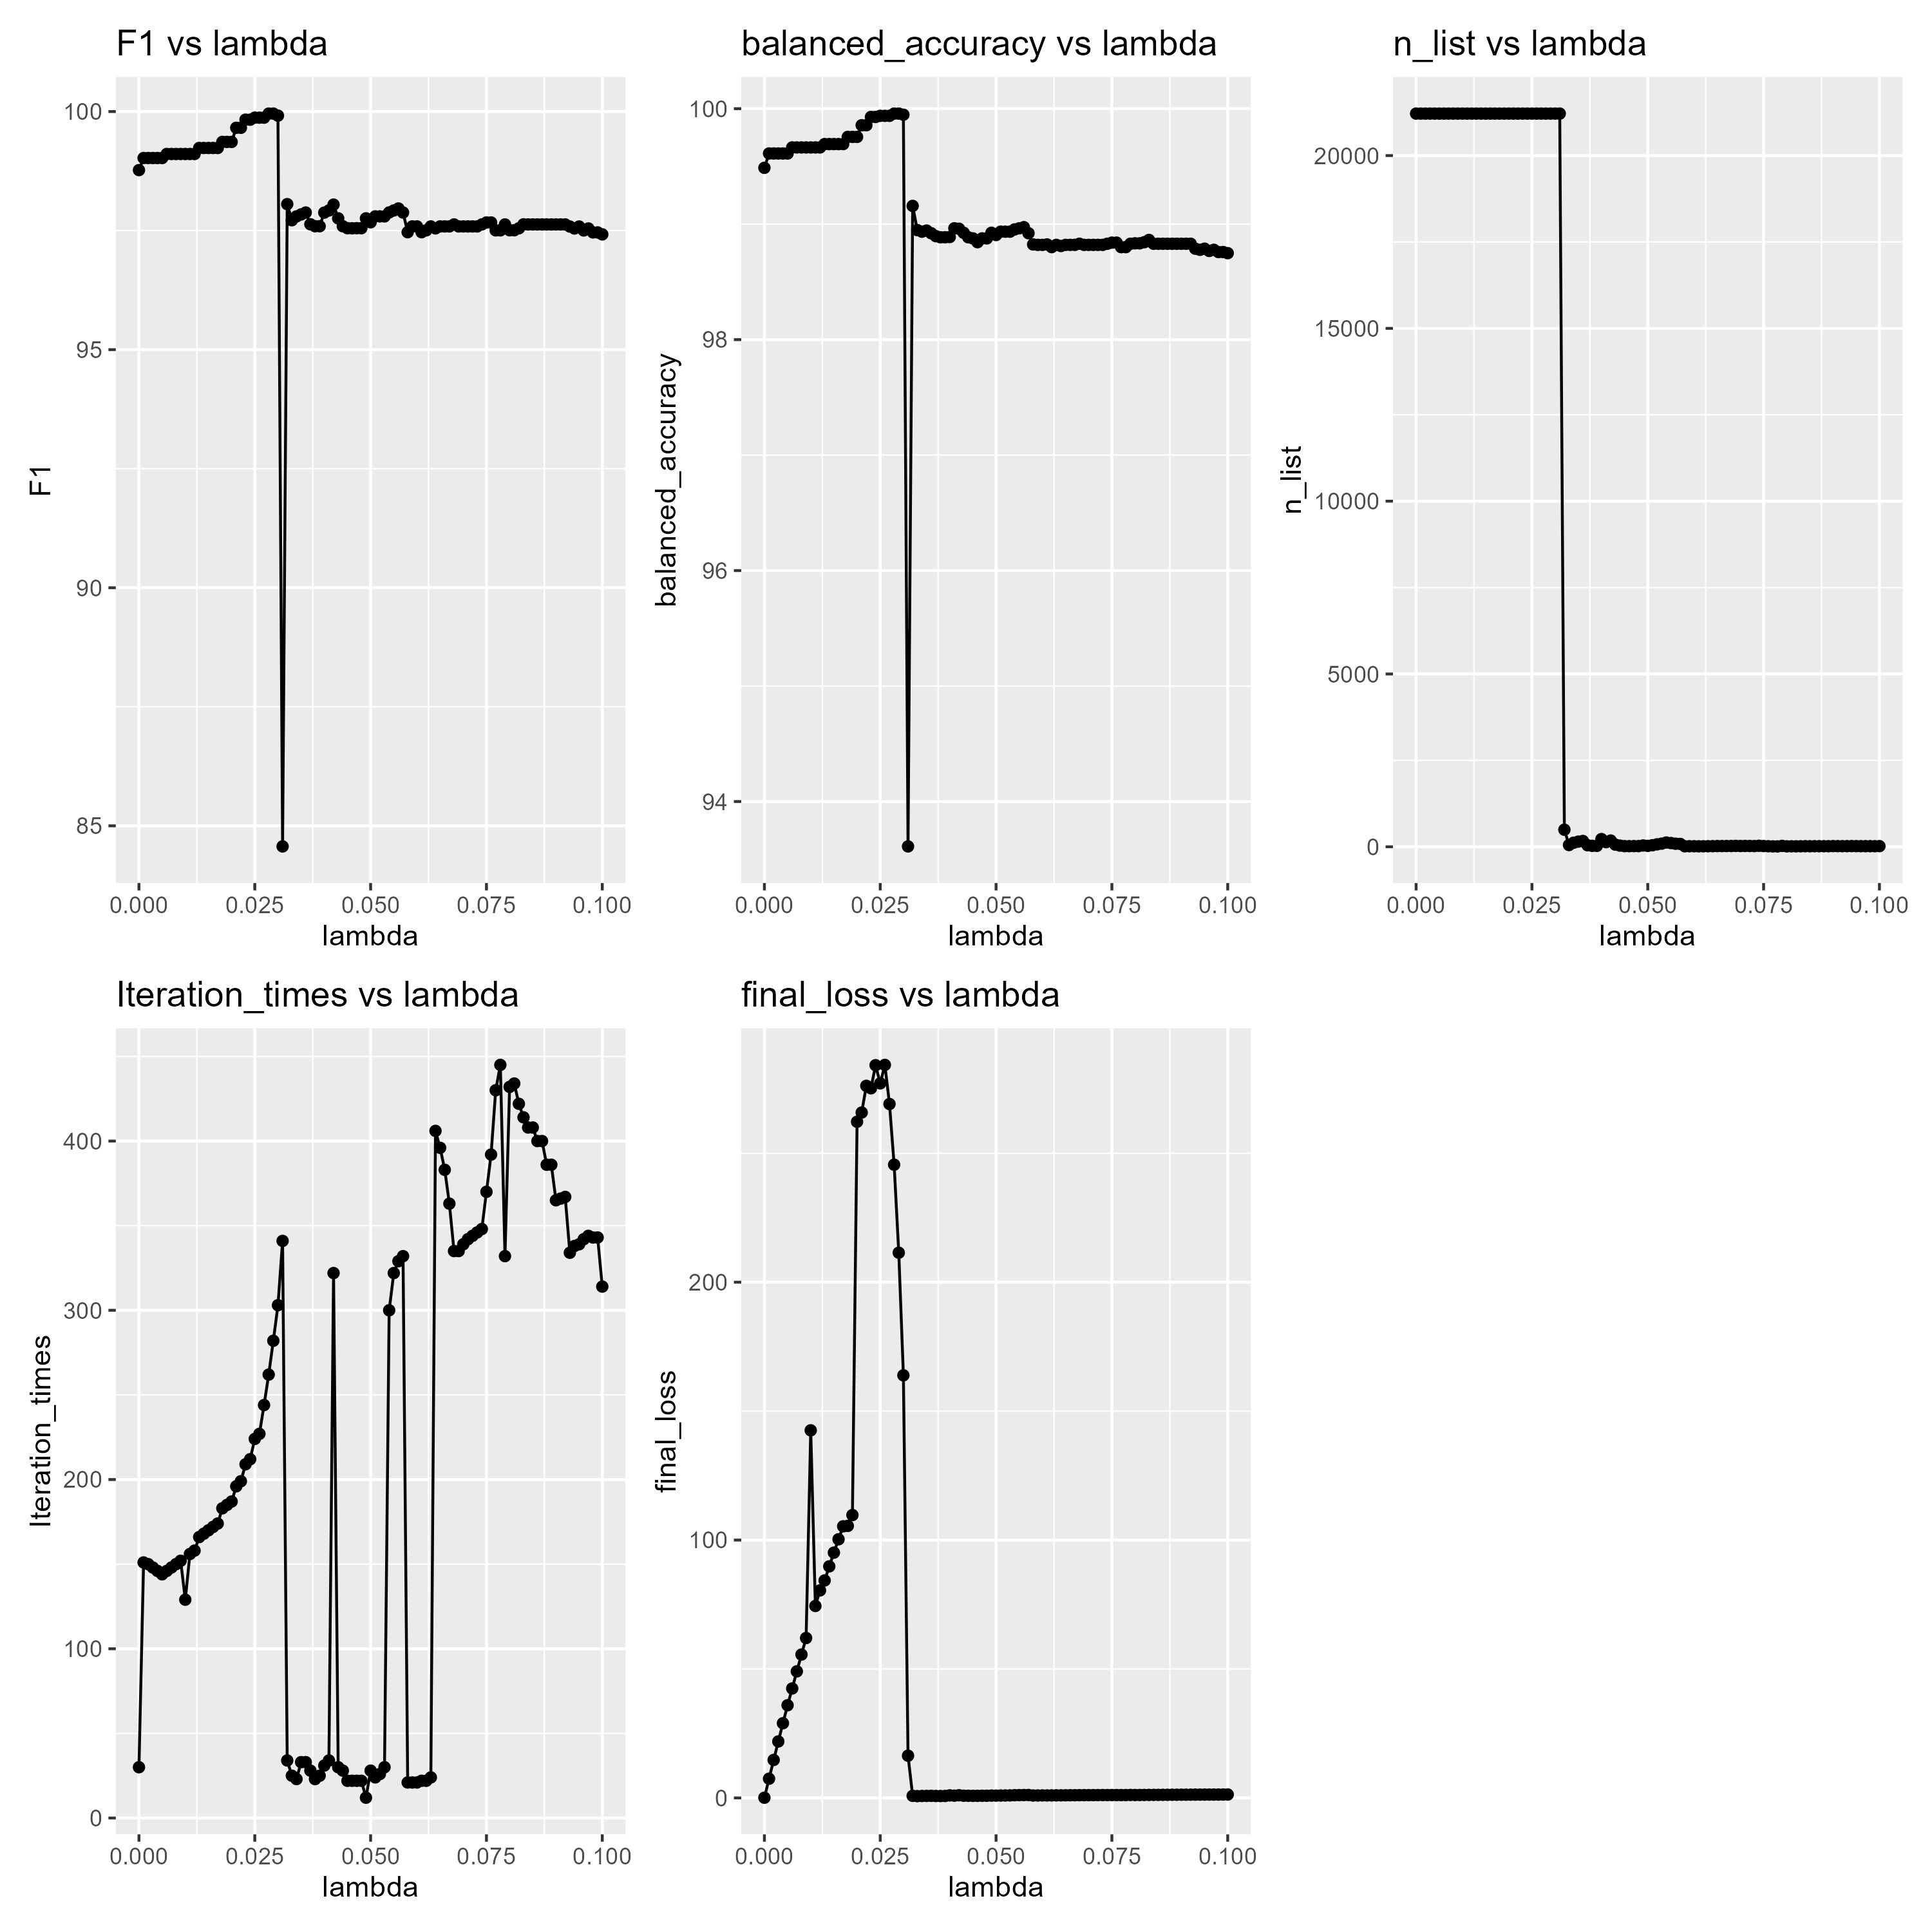 F1 vs lambda
F1
100
95
90
85
0.000 0.025 0.050 0.075 0.100
lambda
balanced_accuracy vs lambda
balanced_accuracy
100
98
96
94
0.000 0.025 0.050 0.075 0.100
lambda
n_list vs lambda
n_list
20000
15000
10000
5000
0
0.000 0.025 0.050 0.075 0.100
lambda
Iteration_times vs lambda
Iteration_times
400
300
200
100
0
0.000 0.025 0.050 0.075 0.100
lambda
final_loss vs lambda
final_loss
200
100
0
0.000 0.025 0.050 0.075 0.100
lambda